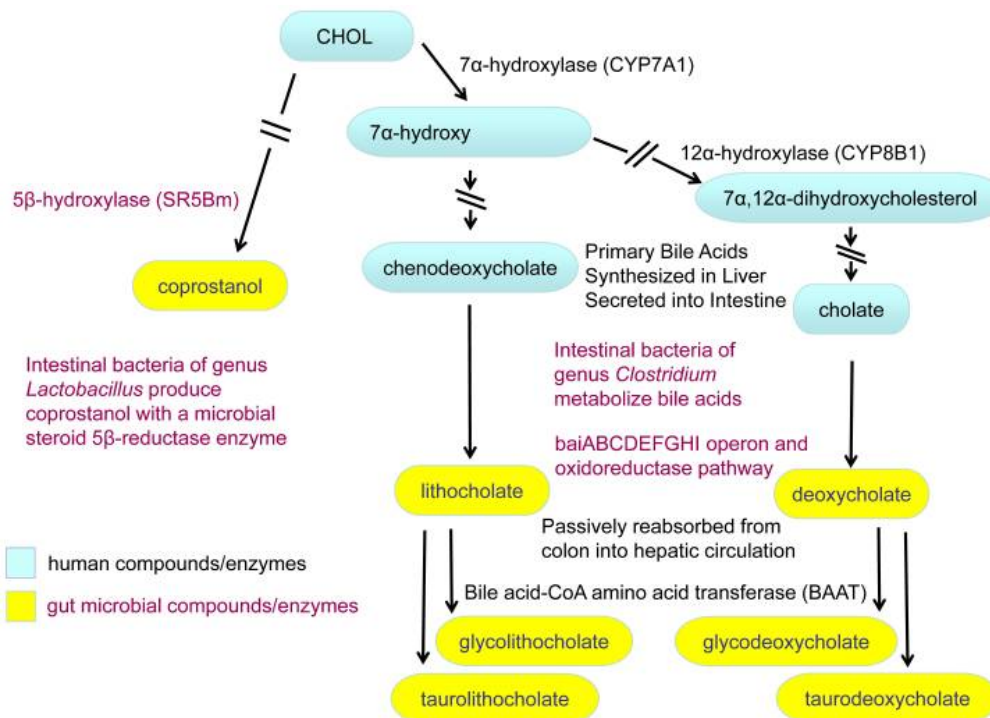 CHOL
7α-hydroxylase (CYP7A1)
7α-hydroxy
12α-hydroxylase (CYP8B1)
5β-hydroxylase (SR5Bm)
7α,12α-dihydroxycholesterol
coprostanol
chenodeoxycholate
Primary Bile Acids
Synthesized in Liver
Secreted into Intestine
cholate
Intestinal bacteria of genus
Lactobacillus produce
coprostanol with a microbial
steroid 5β-reductase enzyme
Intestinal bacteria of
genus Clostridium
metabolize bile acids
baiABCDEFGHI operon and
oxidoreductase pathway
lithocholate
deoxycholate
Passively reabsorbed from
colon into hepatic circulation
human compounds/enzymes
gut microbial compounds/enzymes
Bile acid-CoA amino acid transferase (BAAT)
glycolithocholate
glycodeoxycholate
taurolithocholate
taurodeoxycholate